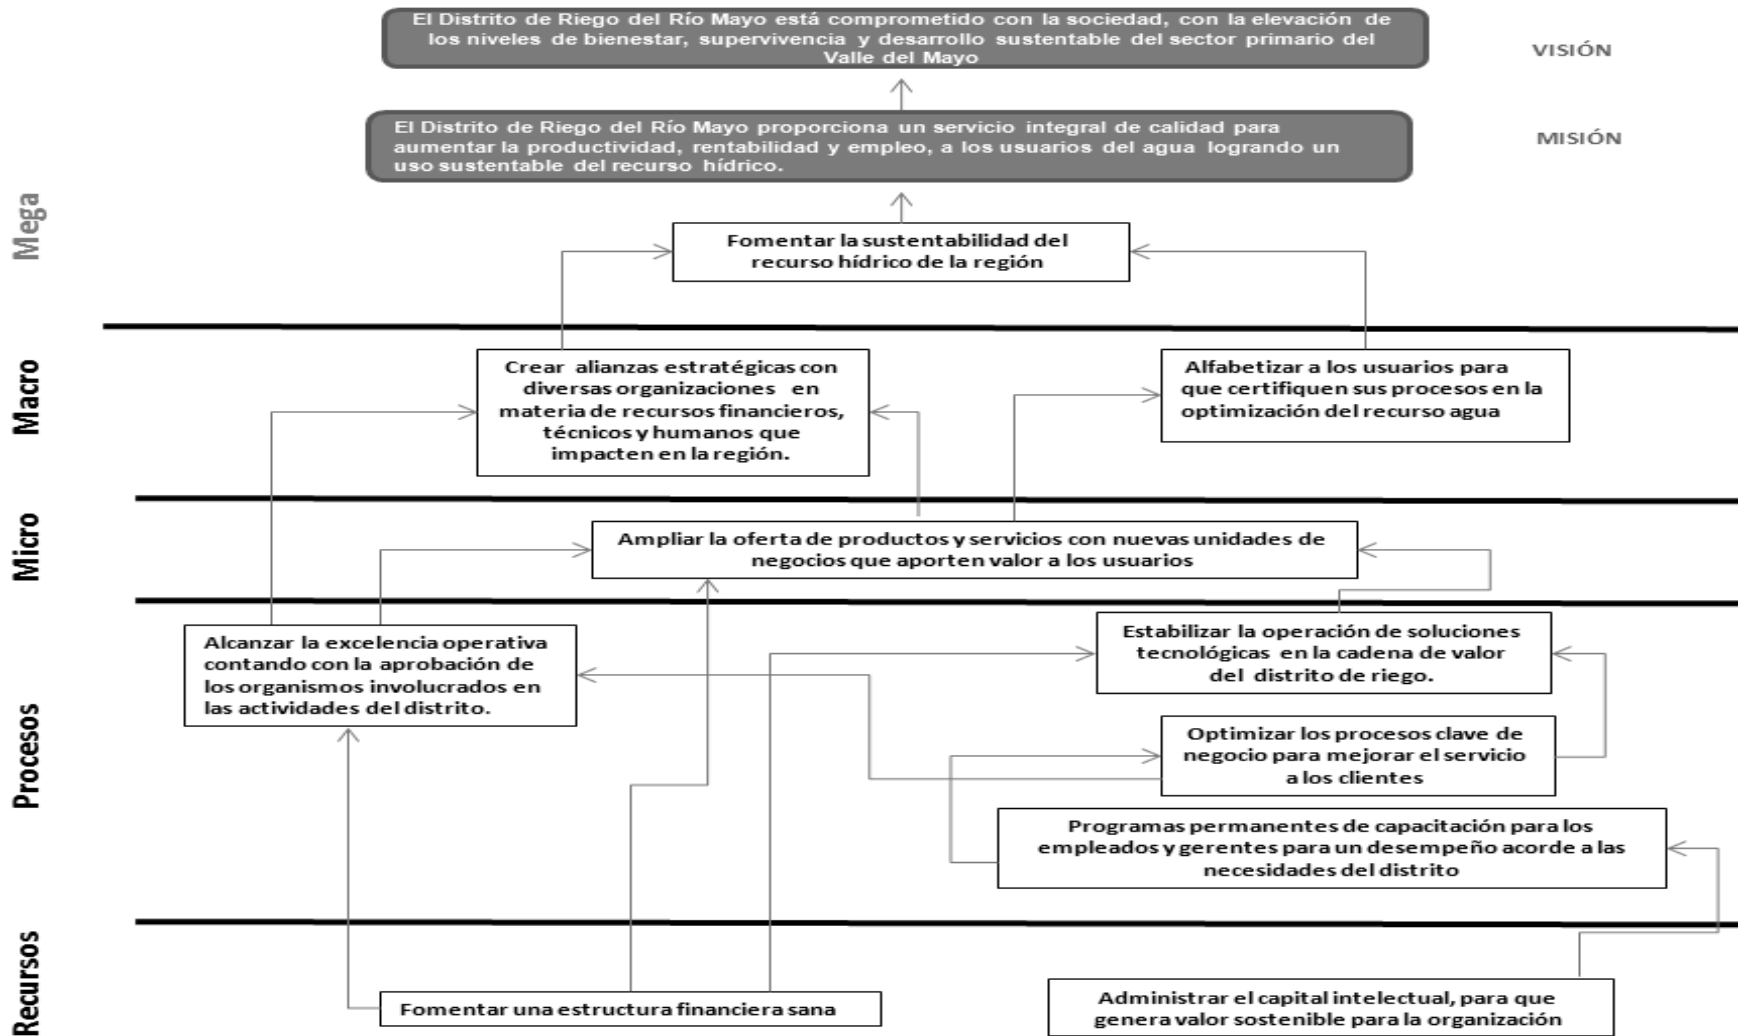 El Distrito de Riego del Río Mayo está comprometido con la sociedad, con la elevación de
los niveles de bienestar, supervivencia y desarrollo sustentable del sector primario del
Valle del Mayo
VISIÓN
El Distrito de Riego del Río Mayo proporciona un servicio integral de calidad para
aumentar la productividad, rentabilidad y empleo, a los usuarios del agua logrando un
uso sustentable del recurso hídrico.
MISIÓN
Mega
Fomentar la sustentabilidad del
recurso hídrico de la región
Macro
Crear alianzas estratégicas con
diversas organizaciones en
materia de recursos financieros,
técnicos y humanos que
impacten en la región.
Alfabetizar a los usuarios para
que certifiquen sus procesos en la
optimización del recurso agua
Micro
Ampliar la oferta de productos y servicios con nuevas unidades de
negocios que aporten valor a los usuarios
Procesos
Alcanzar la excelencia operativa
contando con la aprobación de
los organismos involucrados en
las actividades del distrito.
Estabilizar la operación de soluciones
tecnológicas en la cadena de valor
del distrito de riego.
Optimizar los procesos clave de
negocio para mejorar el servicio
a los clientes
Programas permanentes de capacitación para los
empleados y gerentes para un desempeño acorde a las
necesidades del distrito
Recursos
Fomentar una estructura financiera sana
Administrar el capital intelectual, para que
genera valor sostenible para la organización